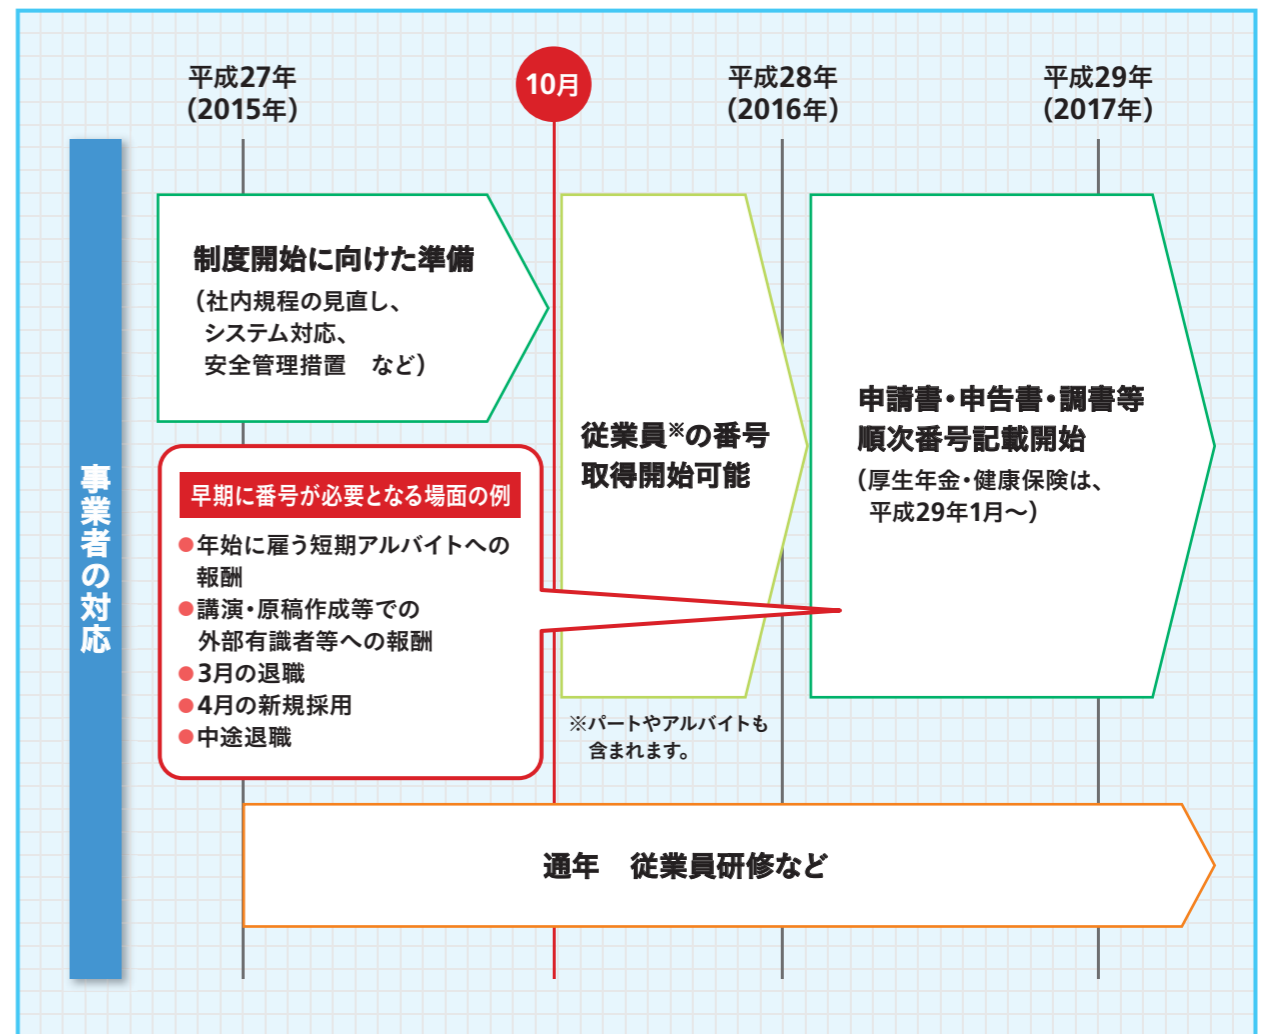 平成27年
（2015年）
10月
平成28年
（2016年）
平成29年
（2017年）
事業者の対応
制度開始に向けた準備
（社内規程の見直し、
システム対応、
安全管理措置　など）
従業員※の番号
取得開始可能
申請書・申告書・調書等
順次番号記載開始
（厚生年金・健康保険は、
平成29年1月〜）
早期に番号が必要となる場面の例
●年始に雇う短期アルバイトへの
報酬
●講演・原稿作成等での
外部有識者等への報酬
●3月の退職
●4月の新規採用
●中途退職
※パートやアルバイトも
含まれます。
通年　従業員研修など